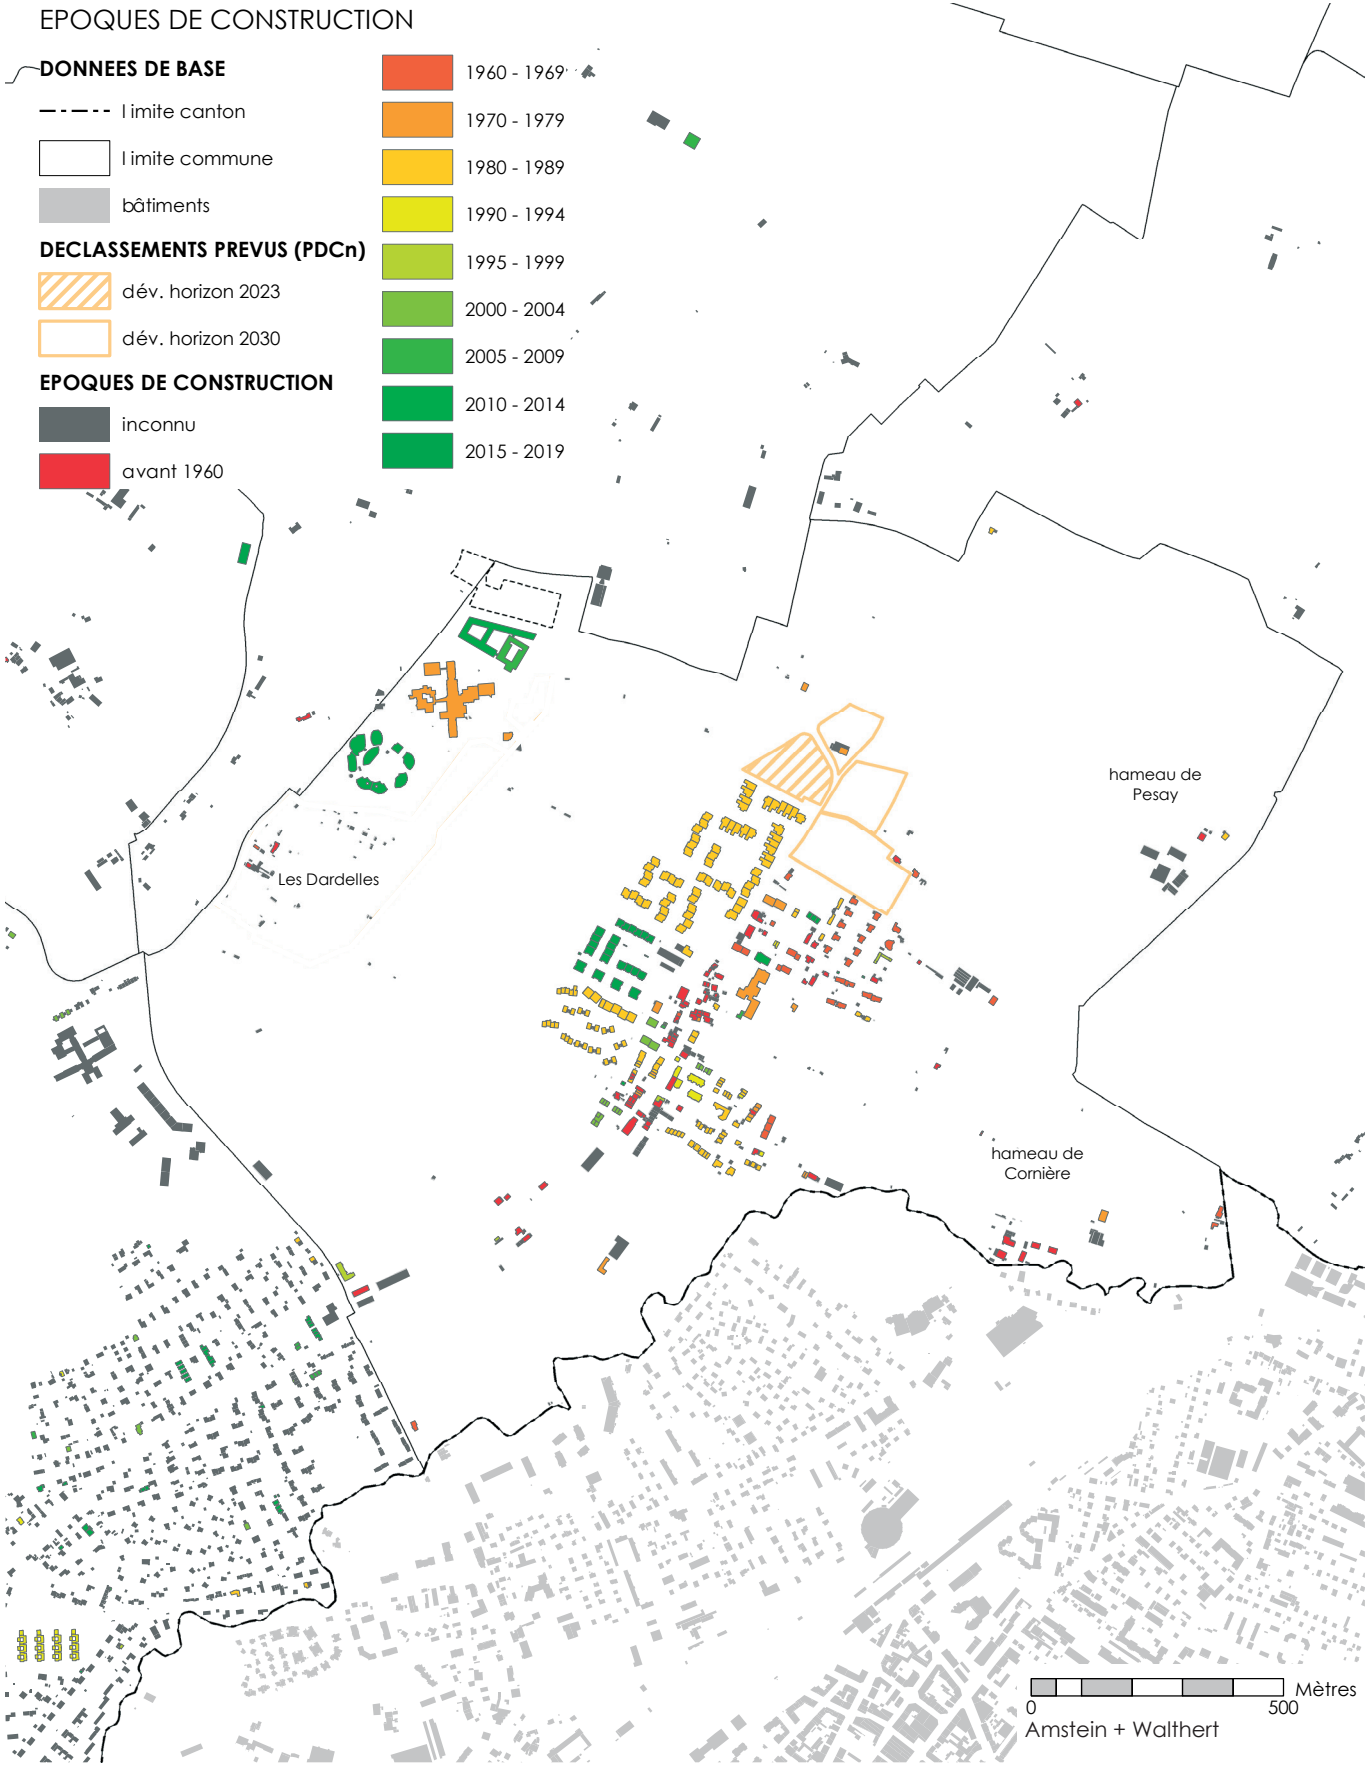 EPOQUES DE CONSTRUCTION
DONNEES DE BASE
limite canton
limite commune
bâtiments
DECLASSEMENTS PREVUS (PDCn)
dév. horizon 2023
dév. horizon 2030
EPOQUES DE CONSTRUCTION
inconnu
avant 1960
1960 - 1969
1970 - 1979
1980 - 1989
1990 - 1994
1995 - 1999
2000 - 2004
2005 - 2009
2010 - 2014
2015 - 2019
hameau de
Pesay
Les Dardelles
hameau de
Cornière
Mètres
0 500
Amstein + Walthert